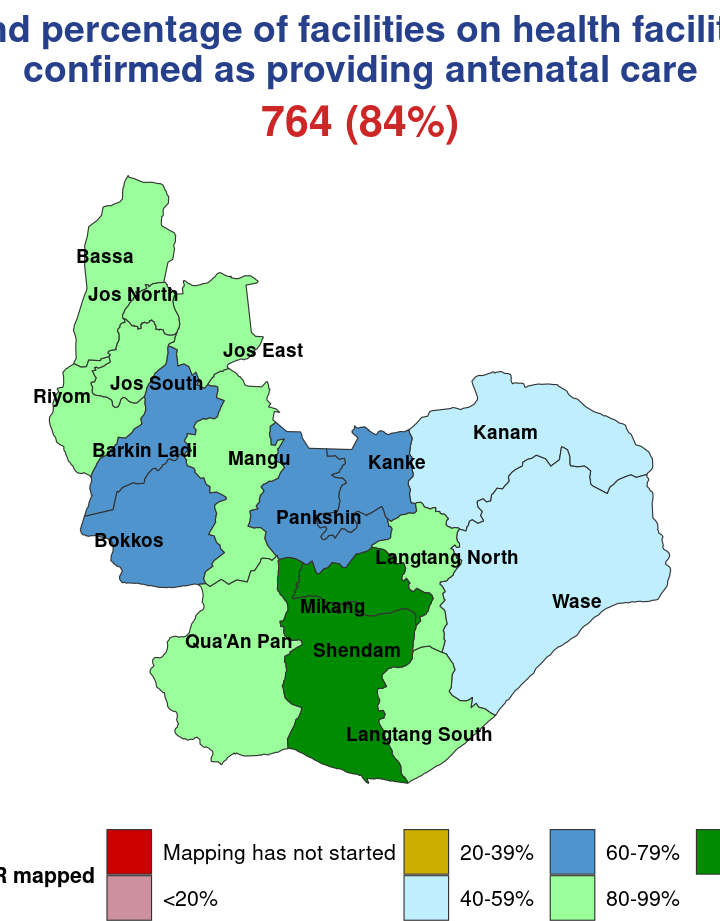 percentage of facilities on health
confirmed as providing antenatal care
764 (84%)
Bassa
Jos North
Jos East
Jos South
Riyom
Kanam
Barkin Ladi
Mangu
Kanke
Pankshin
Bokkos
Langtang North
Mikang
Wase
Qua'An Pan
Shendam
Langtang South
mapped
Mapping has not started
20-39%
60-79%
<20%
40-59%
80-99%